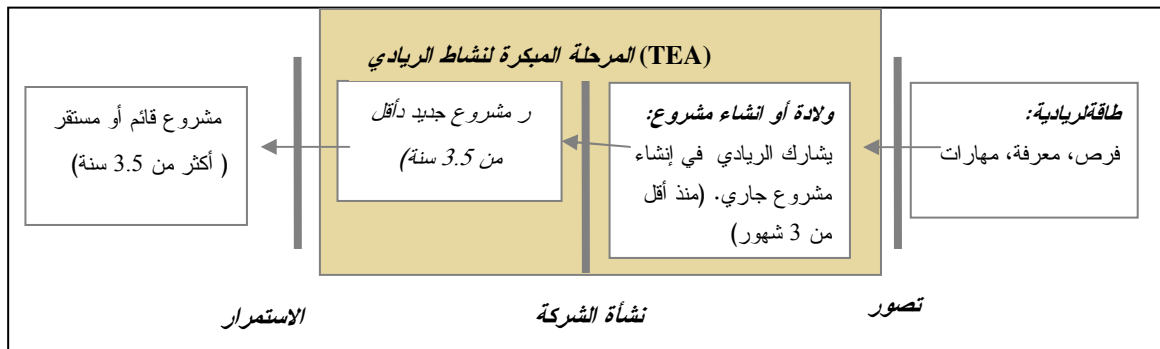 المرحلة المبكرة لنشاط الريادي (TEA)
طاقةلريادية:
فرص، معرفة، مهارات
ولادة أو انشاء مشروع:
يشارك الريادي في إنشاء
مشروع جاري. (منذ أقل
من 3 شهور)
ر مشروع جديد دأقل
من 3.5 سنة)
مشروع قائم أو مستقر
( أكثر من 3.5 سنة)
تصور
نشأة الشركة
الاستمرار